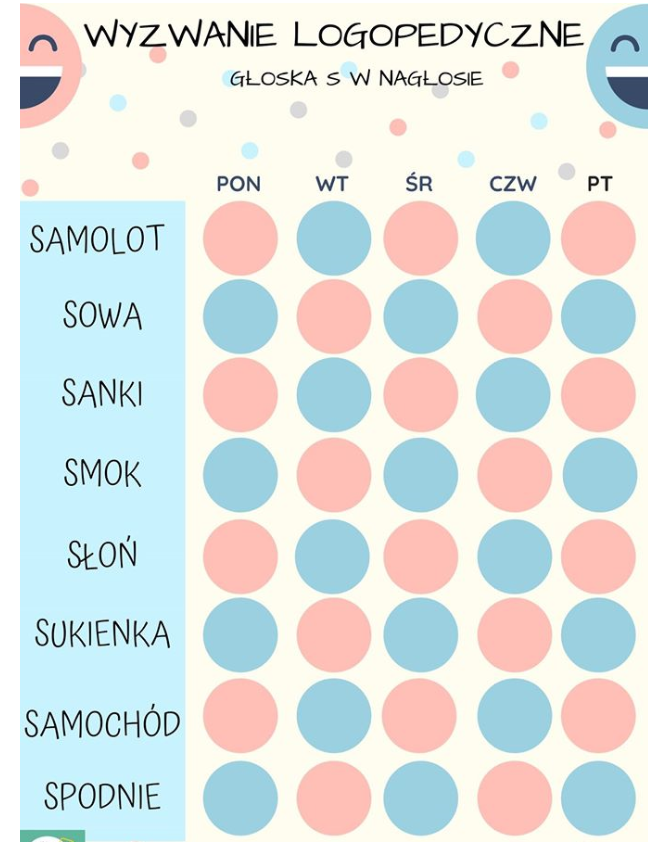 WYZWANIE LOGOPEDYCZNE
GŁOSKA S W NAGŁOSIE
PON WT ŚR CZW PT
SAMOLOT
SOWA
SANKI
SMOK
SŁOŃ
SUKIENKA
SAMOCHÓD
SPODNIE